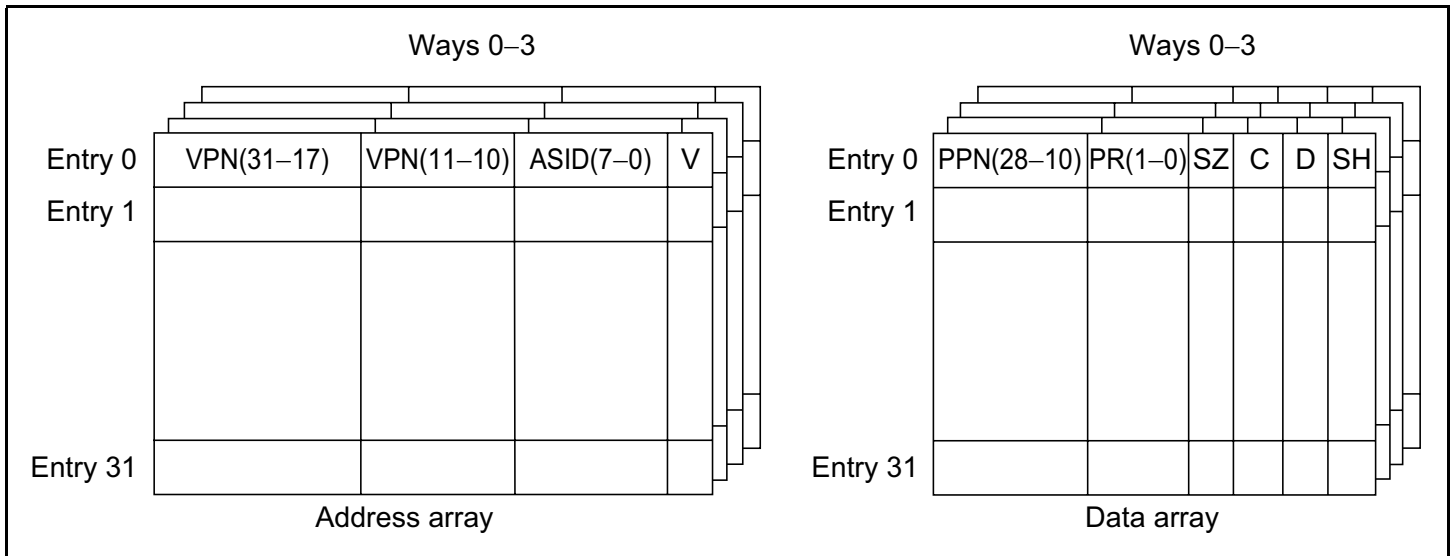 Ways 0–3
Entry 0 VPN(31–17) VPN(11–10) ASID(7–0) V
Entry 1
Entry 31
Address array
Ways 0–3
Entry 0 PPN(28–10) PR(1–0) SZ C D SH
Entry 1
Entry 31
Data array